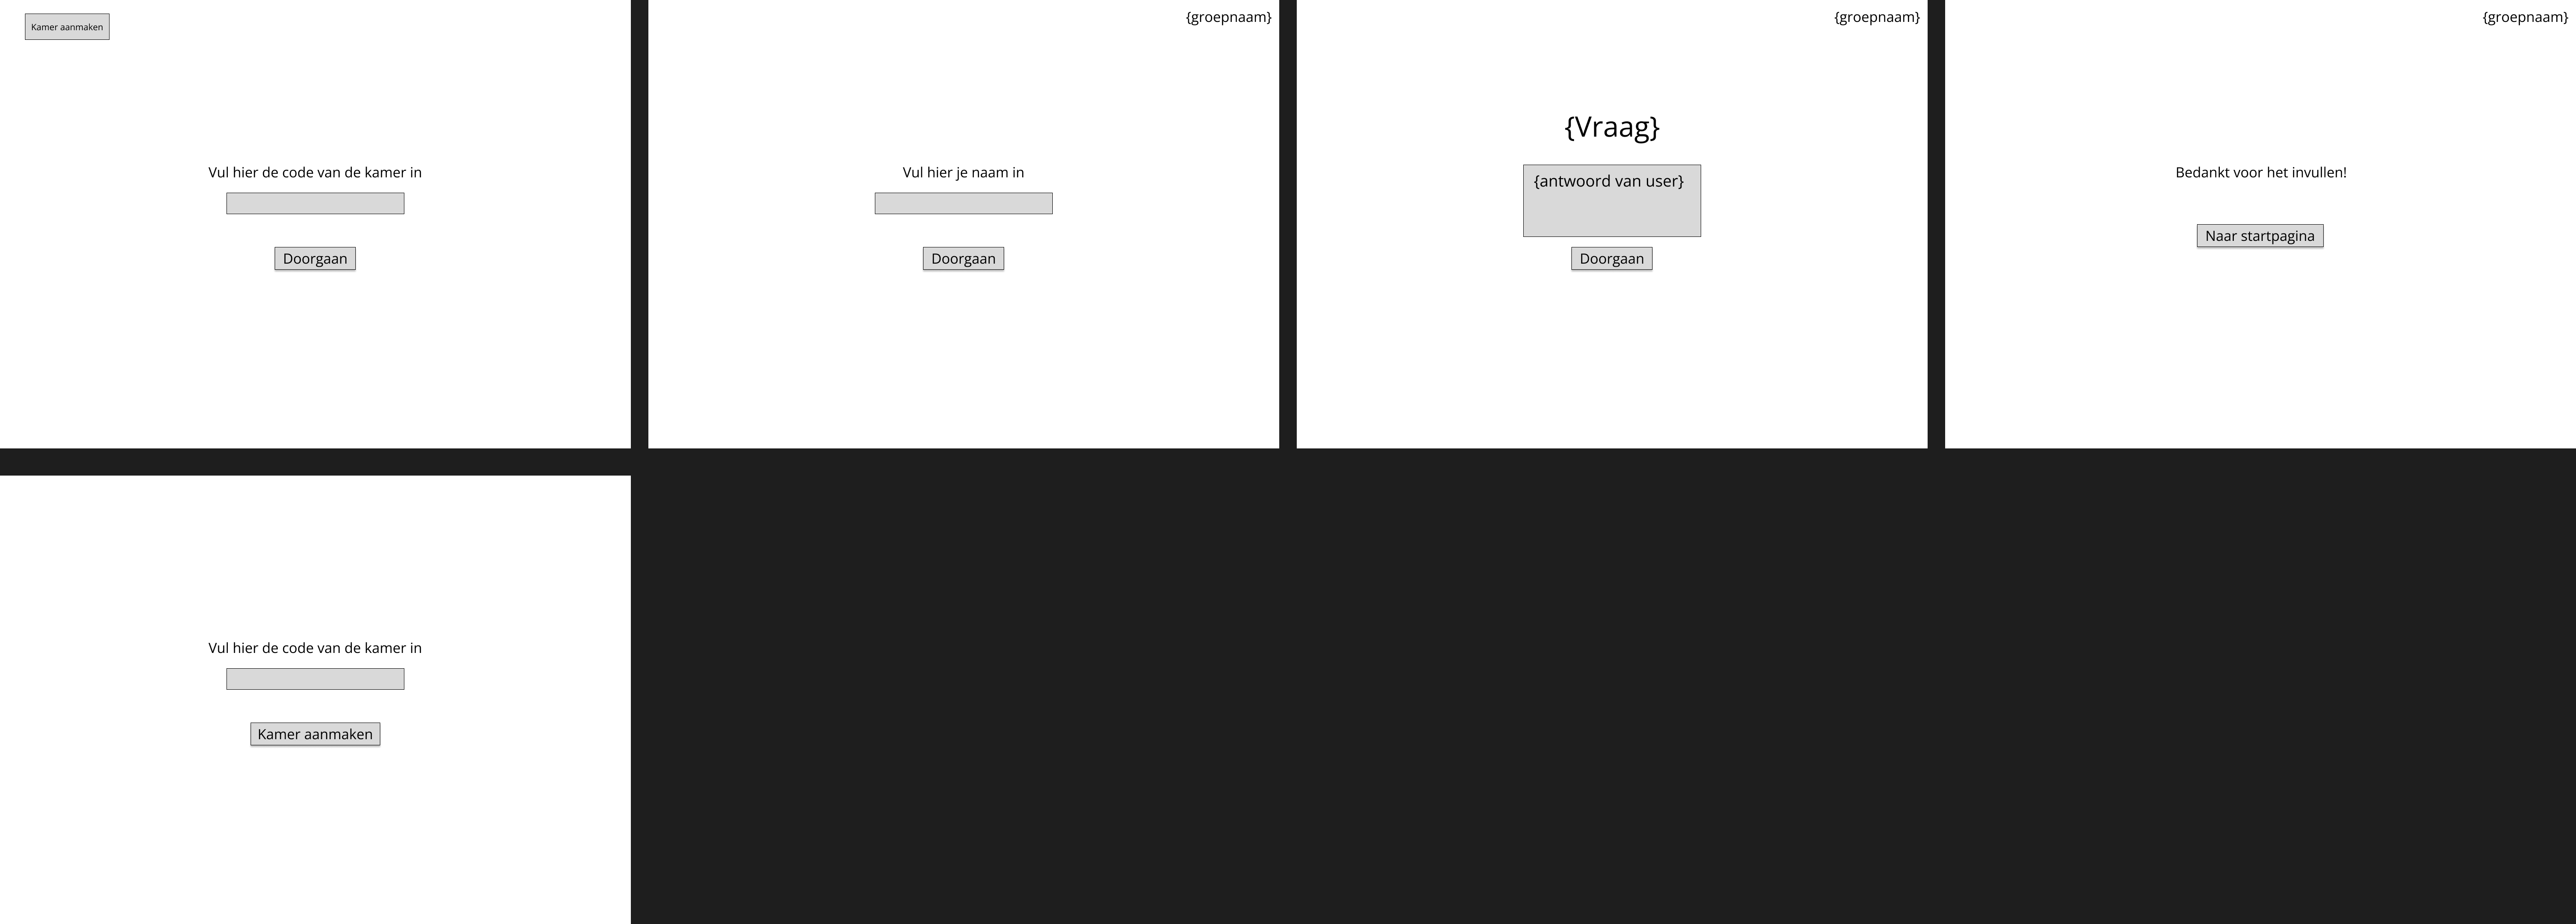 Kamer aanmaken
Vul hier de code van de kamer in
Doorgaan
{groepnaam}
Vul hier je naam in
Doorgaan
{groepnaam}
{Vraag}
{antwoord van user}
Doorgaan
{groepnaam}
Bedankt voor het invullen!
Naar startpagina
Vul hier de code van de kamer in
Kamer aanmaken